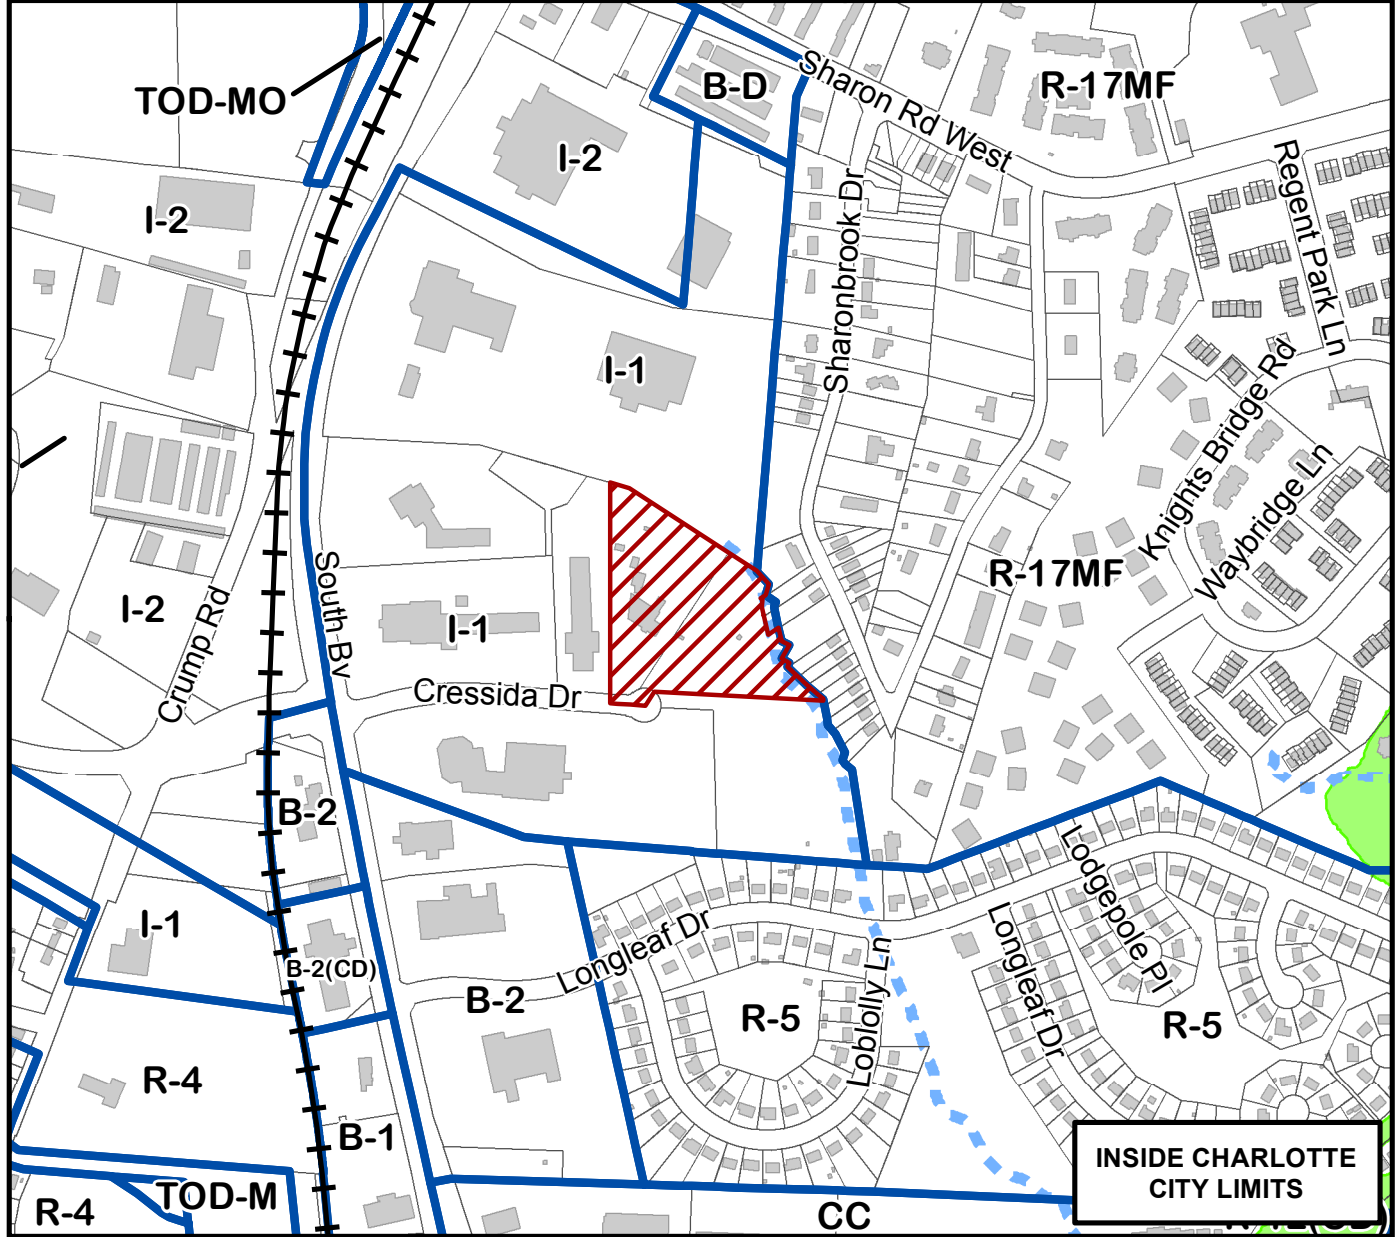 TOD-MO
B-D
Sharon Rd West
R-17MF
I-2
I-2
Regent Park Ln
Sharonbrook Dr
I-1
Knights Bridge Rd
Waybridge Ln
R-17MF
South Bv
I-2
Crump Rd
I-1
Cressida Dr
B-2
Lodgepole Pl
I-1
B-2(CD)
Longleaf Dr
B-2
Longleaf Dr
Loblolly Ln
R-5
R-5
R-4
B-1
INSIDE CHARLOTTE
CITY LIMITS
TOD-M
R-4
CC